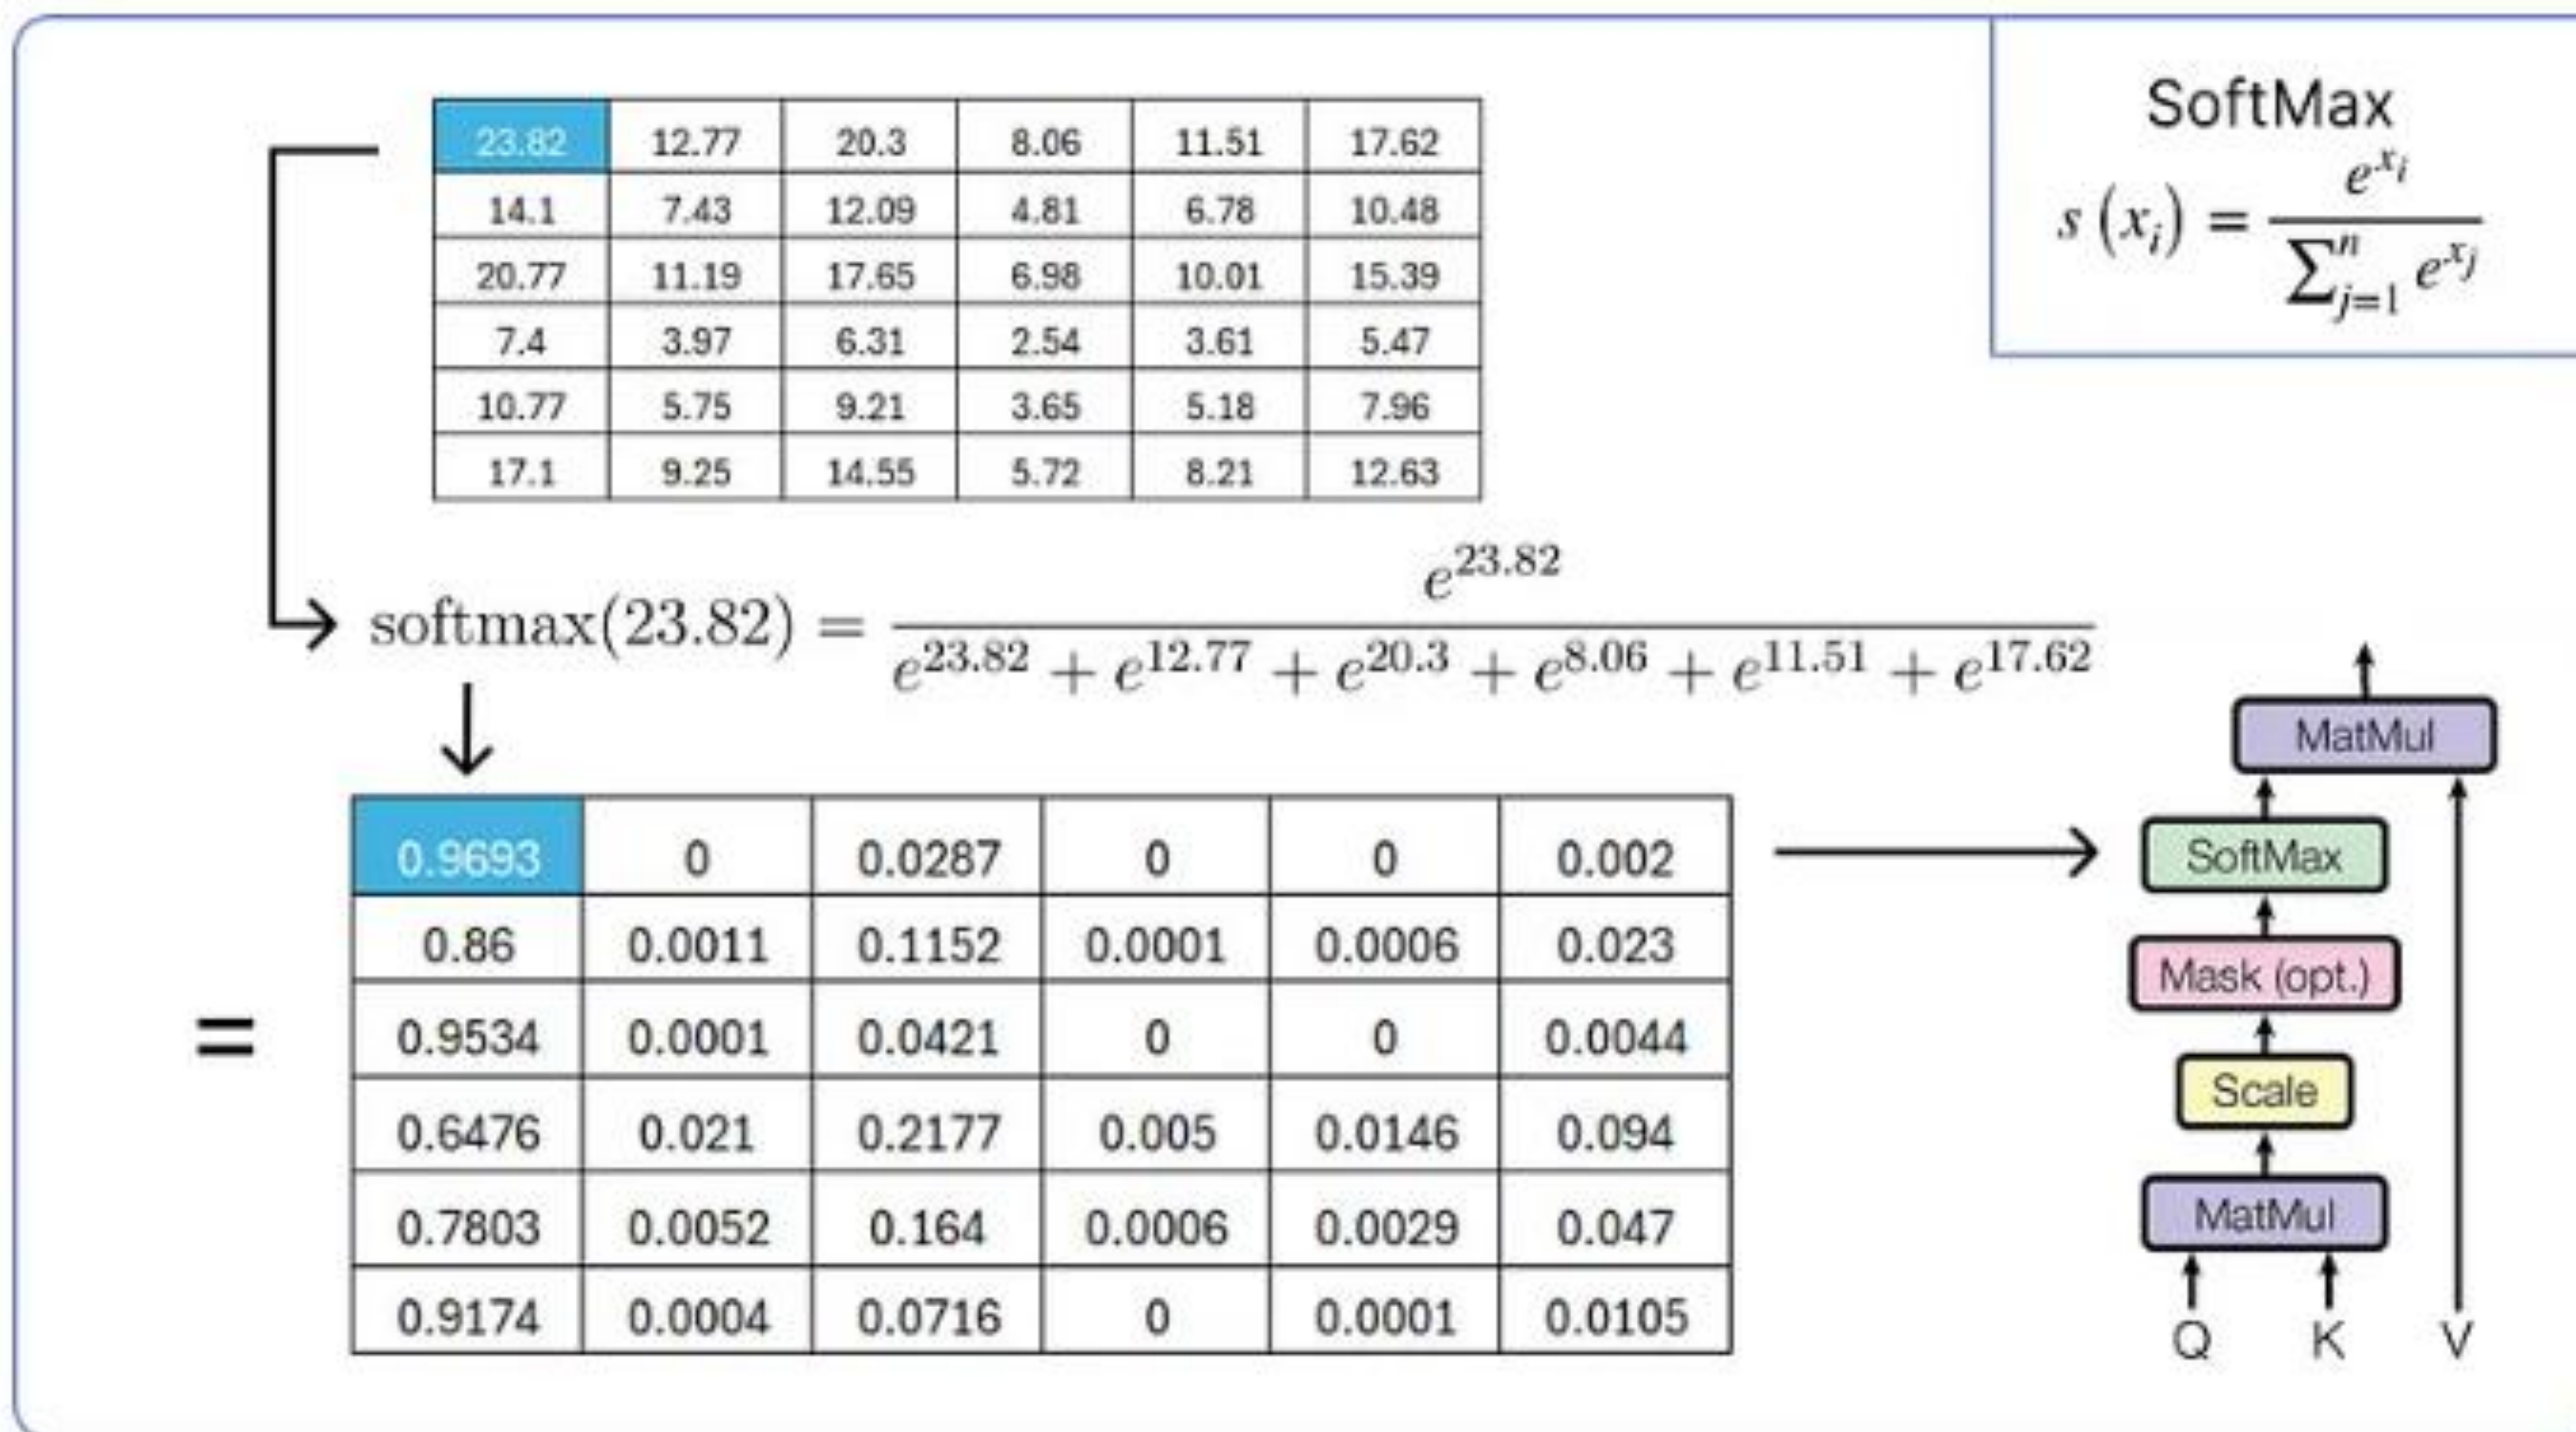 SoftMax
s (x_i) = e^{x_i} / ∑_{j=1}^{n} e^{x_j}
23.82 12.77 20.3 8.06 11.51 17.62
14.1 7.43 12.09 4.81 6.78 10.48
20.77 11.19 17.65 6.98 10.01 15.39
7.4 3.97 6.31 2.54 3.61 5.47
10.77 5.75 9.21 3.65 5.18 7.96
17.1 9.25 14.55 5.72 8.21 12.63
softmax(23.82) = e^{23.82} / e^{23.82} + e^{12.77} + e^{20.3} + e^{8.06} + e^{11.51} + e^{17.62}
=
0.9693 0 0.0287 0 0 0.002
0.86 0.0011 0.1152 0.0001 0.0006 0.023
0.9534 0.0001 0.0421 0 0 0.0044
0.6476 0.021 0.2177 0.005 0.0146 0.094
0.7803 0.0052 0.164 0.0006 0.0029 0.047
0.9174 0.0004 0.0716 0 0.0001 0.0105
MatMul
SoftMax
Mask (opt.)
Scale
MatMul
Q K V